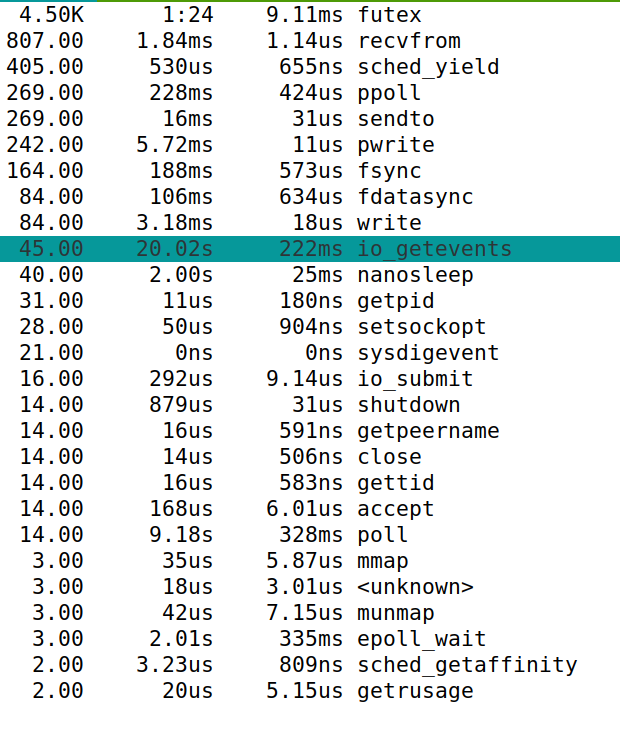 4.50K 1:24 9.11ms futex
807.00 1.84ms 1.14us recvfrom
405.00 530us 655ns sched_yield
269.00 228ms 424us ppoll
269.00 16ms 31us sendto
242.00 5.72ms 11us pwrite
164.00 188ms 573us fsync
84.00 106ms 634us fdatasync
84.00 3.18ms 18us write
45.00 20.02s 222ms io_getevents
40.00 2.00s 25ms nanosleep
31.00 11us 180ns getpid
28.00 50us 904ns setsockopt
21.00 0ns 0ns sysdigevent
16.00 292us 9.14us io_submit
14.00 879us 31us shutdown
14.00 16us 591ns getpeername
14.00 14us 506ns close
14.00 16us 583ns gettid
14.00 168us 6.01us accept
14.00 9.18s 328ms poll
3.00 35us 5.87us mmap
3.00 18us 3.01us <unknown>
3.00 42us 7.15us munmap
3.00 2.01s 335ms epoll_wait
2.00 3.23us 809ns sched_getaffinity
2.00 20us 5.15us getrusage